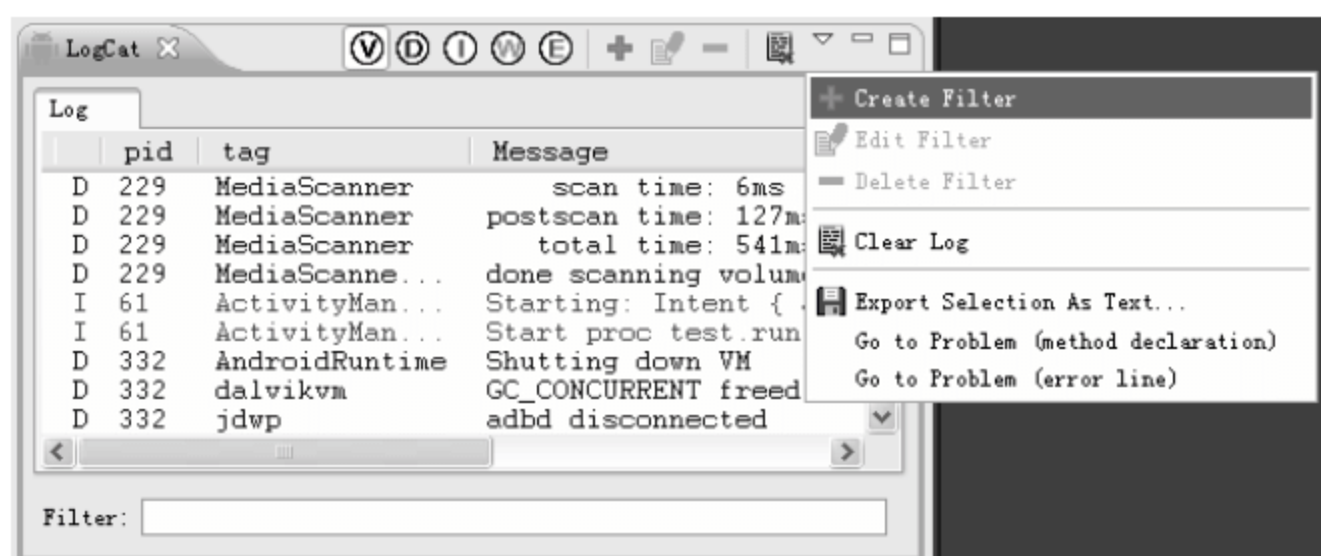 LogCat
V D I W E
Log
pid tag Message
D 229 MediaScanner scan time: 6ms
D 229 MediaScanner postscan time: 127ms
D 229 MediaScanner total time: 541ms
D 229 MediaScanne... done scanning volum
I 61 ActivityMan... Starting: Intent {
I 61 ActivityMan... Start proc test.run
D 332 AndroidRuntime Shutting down VM
D 332 dalvikvm GC_CONCURRENT freed
D 332 jdwp adbd disconnected
Filter:
Create Filter
Edit Filter
Delete Filter
Clear Log
Export Selection As Text...
Go to Problem (method declaration)
Go to Problem (error line)